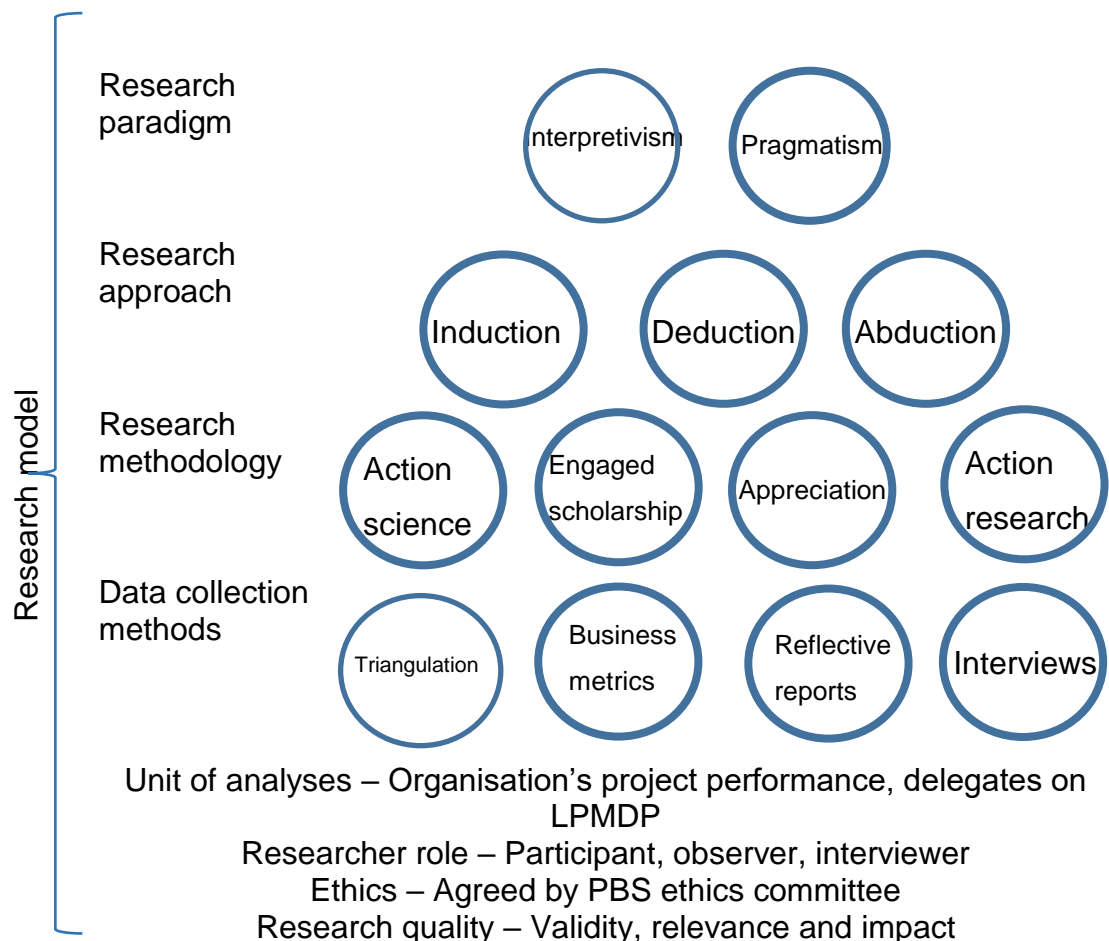 Research model
Research
paradigm
Interpretivism
Pragmatism
Research
approach
Induction
Deduction
Abduction
Research
methodology
Action
science
Engaged
scholarship
Appreciation
Action
research
Data collection
methods
Triangulation
Business
metrics
Reflective
reports
Interviews
Unit of analyses – Organisation's project performance, delegates on
LPMDP
Researcher role – Participant, observer, interviewer
Ethics – Agreed by PBS ethics committee
Research quality – Validity, relevance and impact